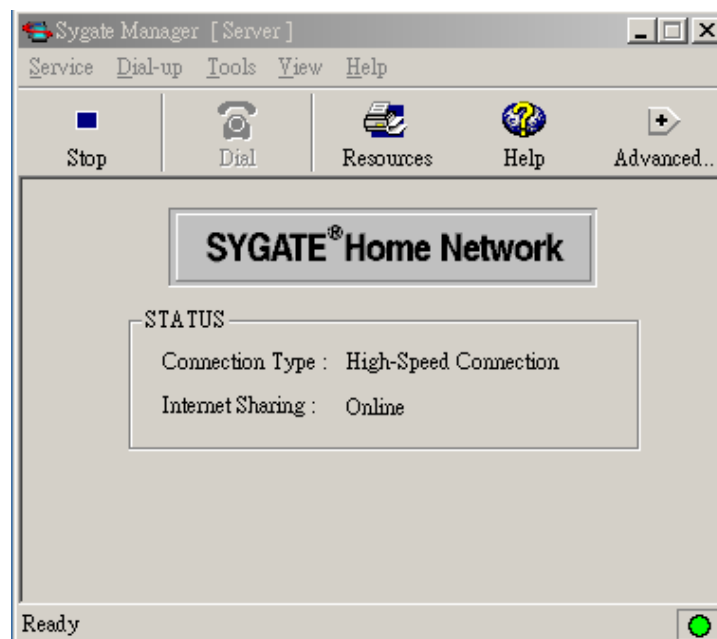 Sygate Manager [ Server ]
Service Dial-up Tools View Help
Stop Dial Resources Help Advanced..
SYGATE® Home Network
STATUS
Connection Type : High-Speed Connection
Internet Sharing : Online
Ready